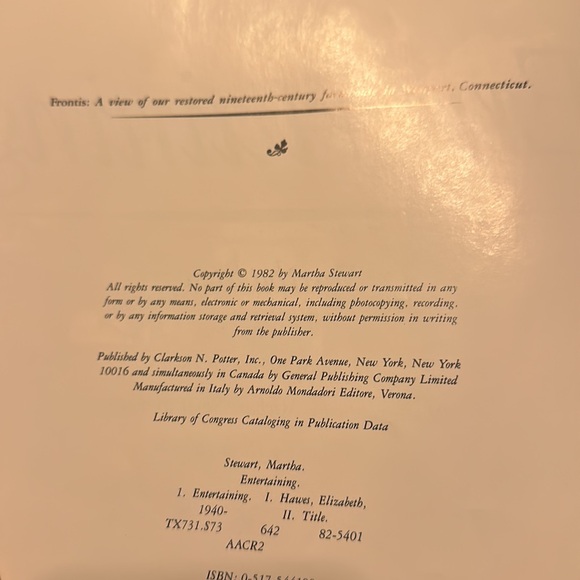 Frontis: A view of our restored nineteenth-century Connecticut.
Copyright © 1982 by Martha Stewart
All rights reserved. No part of this book may be reproduced or transmitted in any
form or by any means, electronic or mechanical, including photocopying, recording,
or by any information storage and retrieval system, without permission in writing
from the publisher.
Published by Clarkson N. Potter, Inc., One Park Avenue, New York, New York
10016 and simultaneously in Canada by General Publishing Company Limited
Manufactured in Italy by Arnoldo Mondadori Editore, Verona.
Library of Congress Cataloging in Publication Data
Stewart, Martha.
Entertaining.
1. Entertaining. I. Hawes, Elizabeth,
1940- II. Title.
TX731.S73 642 82-5401
AACR2
ISBN: